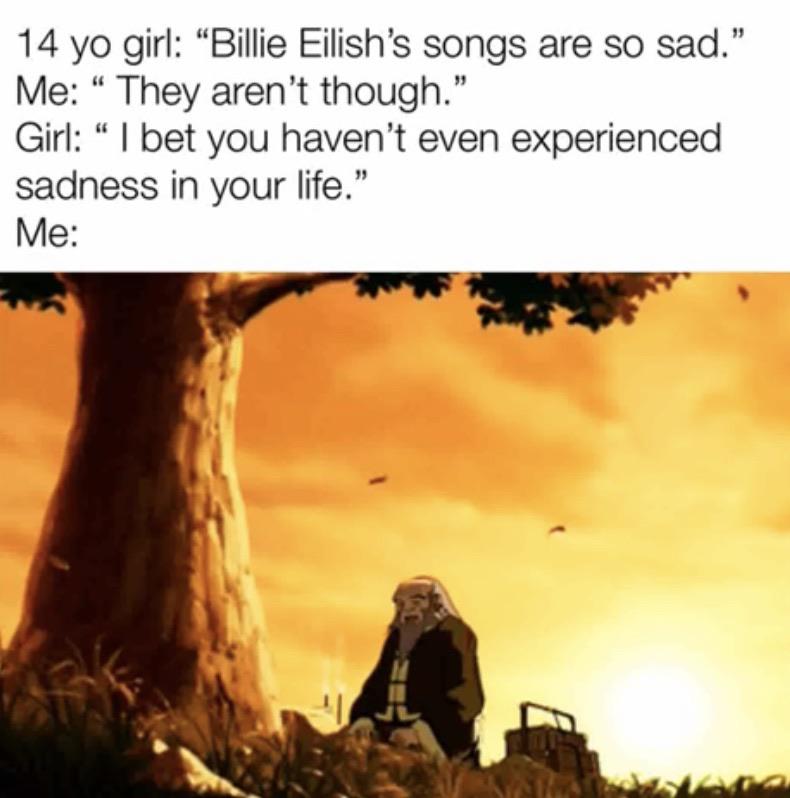 14 yo girl: “Billie Eilish’s songs are so sad.”
Me: “ They aren’t though.”
Girl: “ I bet you haven’t even experienced
sadness in your life.”
Me: